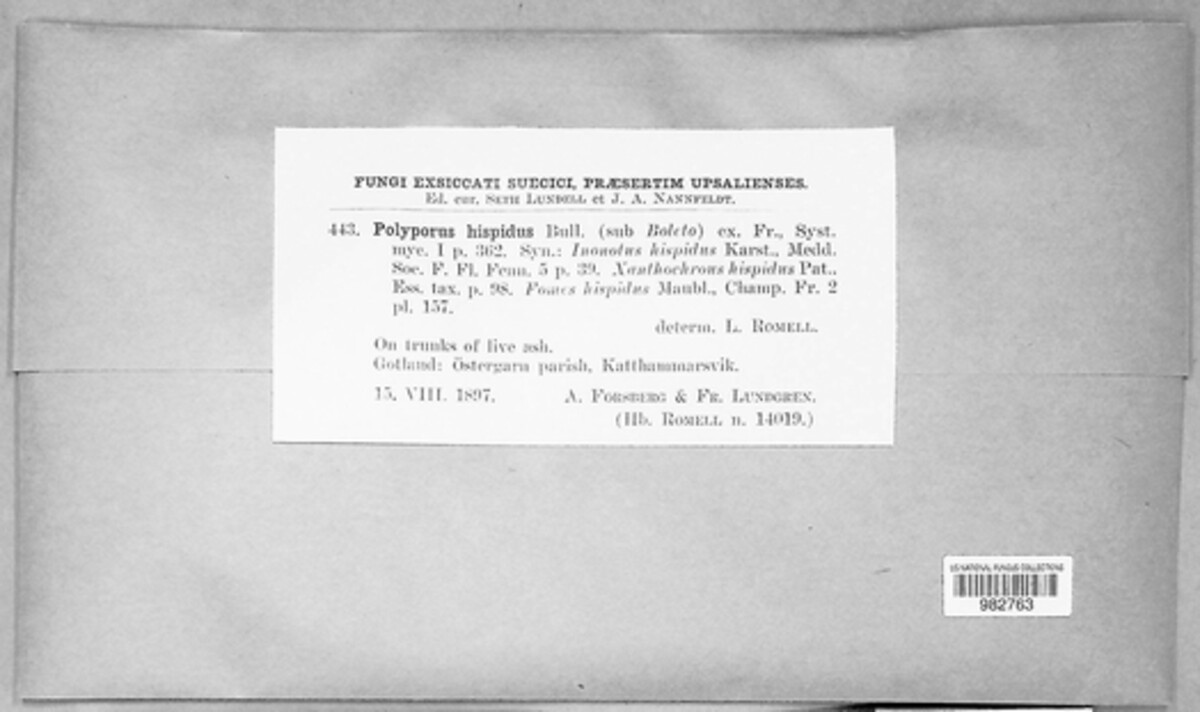 FUNGI EXSICCATI SUECICI, PRÆSERTIM UPSALIENSES.
Ed. cur. SETH LUNDELL et J. A. NANNFELDT.
443. Polyporus hispidus Bull. (sub Boleto) ex. Fr., Syst.
myc. I p. 362. Syn.: Inonotus hispidus Karst., Medd.
Soc. F. Fl. Fenn. 5 p. 39. Xanthochrous hispidus Pat.,
Ess. tax. p. 98. Fomes hispidus Maubl., Champ. Fr. 2
pl. 157.
determ. L. ROMELL.
On trunks of live ash.
Gotland: Östergarn parish, Katthammarsvik.
15. VIII. 1897. A. FORSBERG & FR. LUNDGREN.
(Hb. ROMELL n. 14019.)
US NATIONAL FUNGUS COLLECTIONS
982763